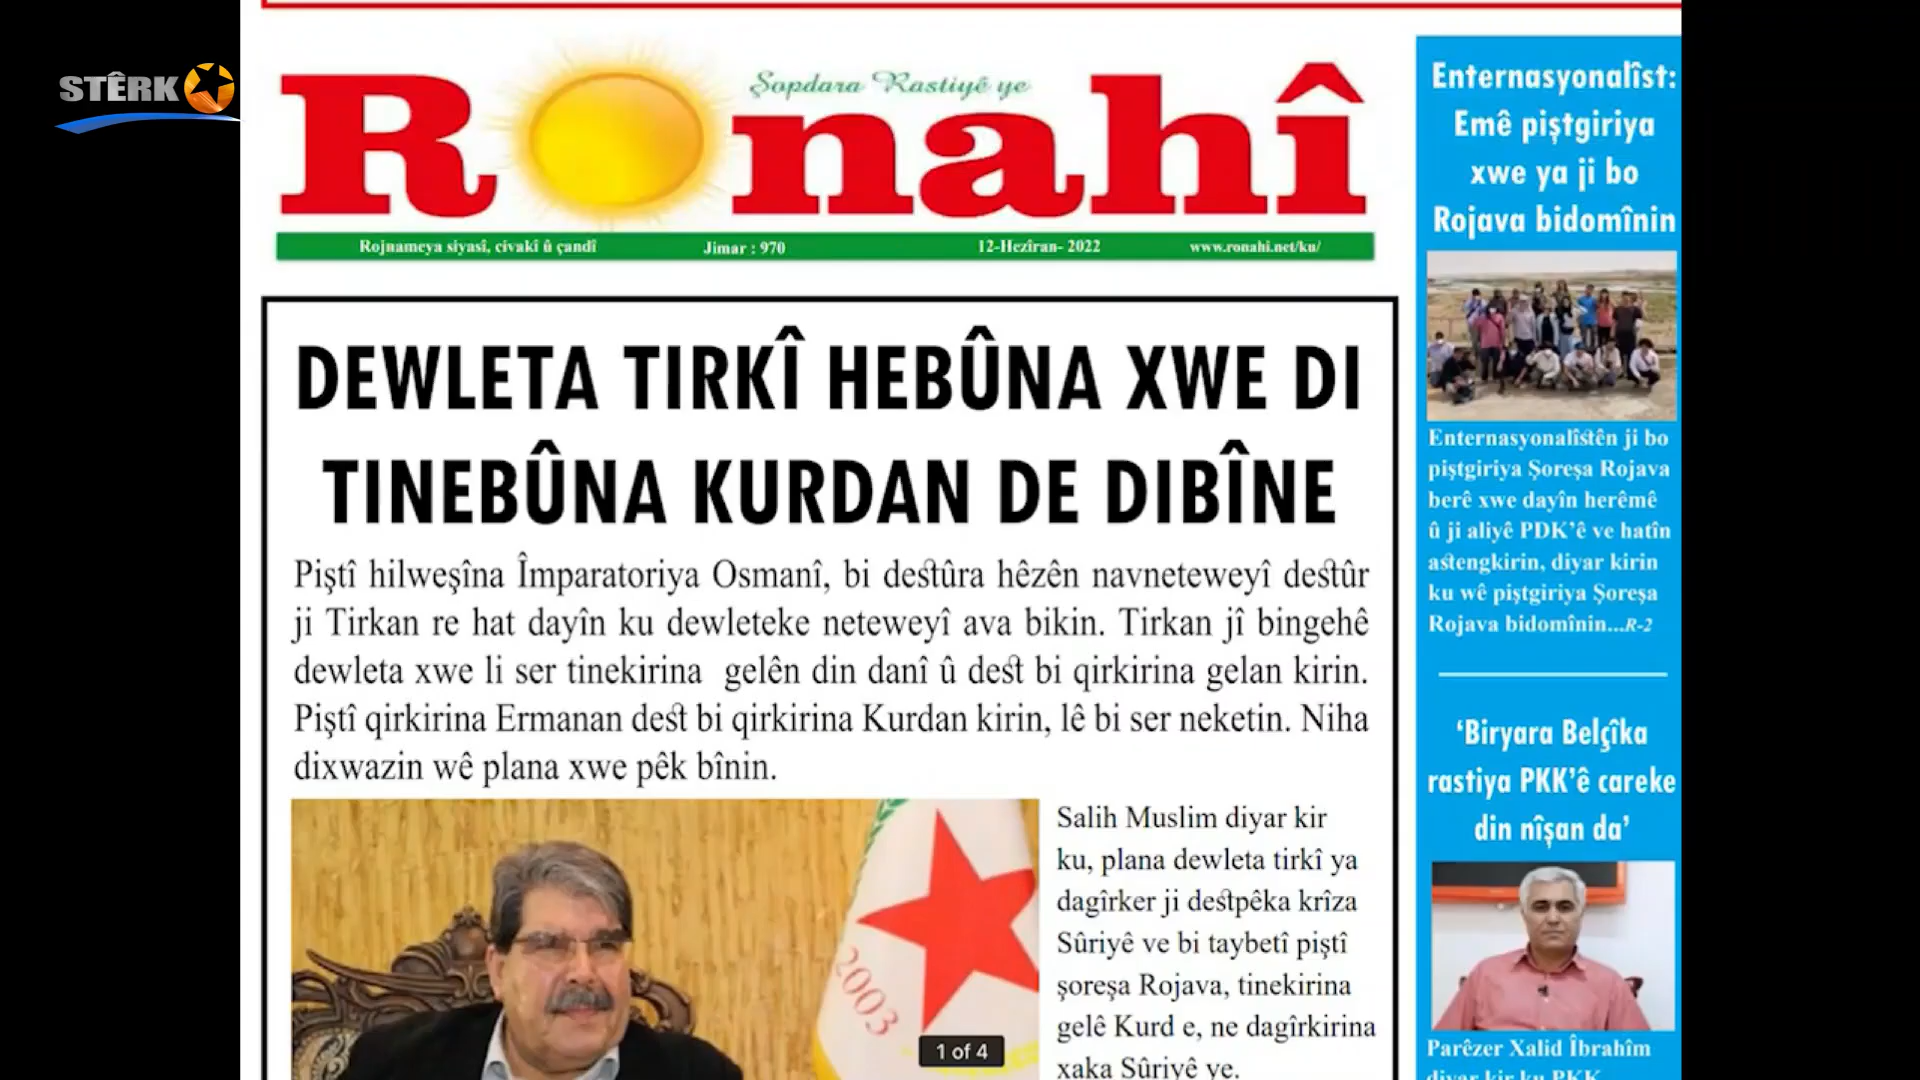 STÊRK
Ronahî
Şopdara Rastiyê ye
Rojnameya siyasî, civakî û çandî
Jimar : 970
12-Hezîran- 2022
www.ronahi.net/ku/
DEWLETA TIRKÎ HEBÛNA XWE DI
TINEBÛNA KURDAN DE DIBÎNE
Piştî hilweşîna Împaratoriya Osmanî, bi destûra hêzên navneteweyî destûr
ji Tirkan re hat dayîn ku dewleteke neteweyî ava bikin. Tirkan jî bingehê
dewleta xwe li ser tinekirina gelên din danî û dest bi qirkirina gelan kirin.
Piştî qirkirina Ermanan dest bi qirkirina Kurdan kirin, lê bi ser neketin. Niha
dixwazin wê plana xwe pêk bînin.
Salih Muslim diyar kir
ku, plana dewleta tirkî ya
dagîrker ji destpêka krîza
Sûriyê ve bi taybetî piştî
şoreşa Rojava, tinekirina
gelê Kurd e, ne dagîrkirina
xaka Sûriyê ye.
2003
1 of 4
Enternasyonalîst:
Emê piştgiriya
xwe ya ji bo
Rojava bidomînin
Enternasyonalîstên ji bo
piştgiriya Şoreşa Rojava
berê xwe dayîn herêmê
û ji aliyê PDK'ê ve hatîn
astengkirin, diyar kirin
ku wê piştgiriya Şoreşa
Rojava bidomînin...R-2
'Biryara Belçîka
rastiya PKK'ê careke
din nîşan da'
Parêzer Xalid Îbrahîm
diyar kir ku PKK